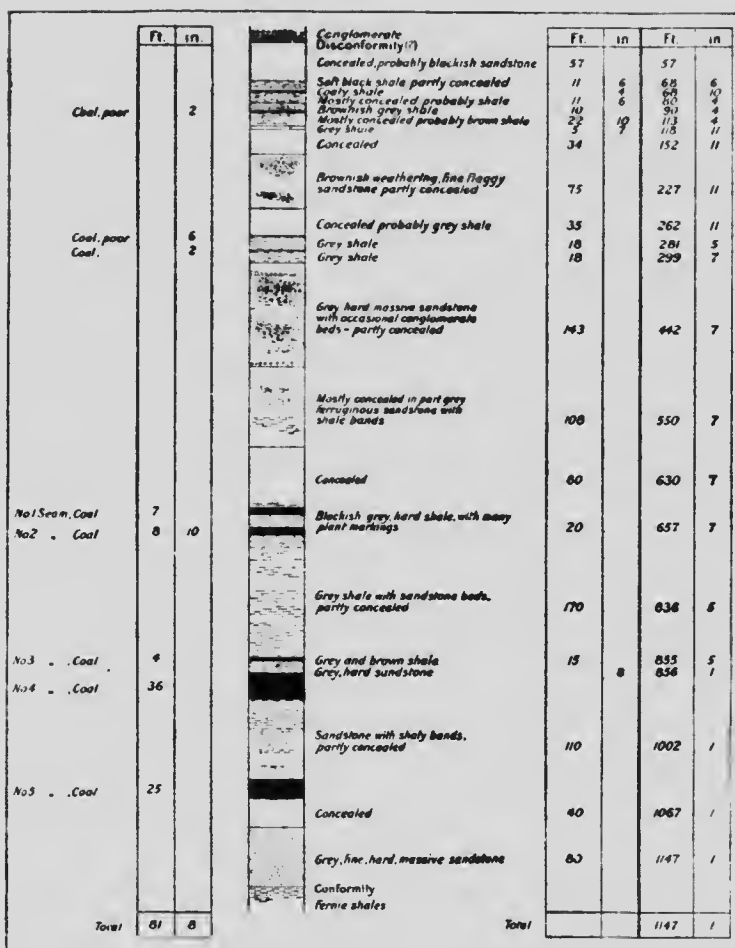 Ft. in. Ft. in Ft. in
Conglomerate
Disconformity (?)
Concealed, probably blackish sandstone 57 57
Soft black shale partly concealed 11 6 68 6
Coaly shale 4 68 10
Mostly concealed probably shale 11 6 80 4
Coal, poor 2
Brownish grey shale 10 90 4
Mostly concealed probably brown shale 22 10 113 4
Grey shale 5 7 118 11
Concealed 34 152 11
Brownish weathering, fine flaggy
sandstone partly concealed 75 227 11
Concealed probably grey shale 35 262 11
Coal, poor 6
Grey shale 18 281 5
Coal. 2
Grey shale 18 299 7
Grey hard massive sandstone
with occasional conglomerate
beds - partly concealed 143 442 7
Mostly concealed in part grey
ferruginous sandstone with
shale bands 108 550 7
Concealed 80 630 7
No1 Seam, Coal 7
Blackish grey, hard shale, with many
plant markings 20 657 7
No2 " Coal 8 10
Grey shale with sandstone beds,
partly concealed 170 836 5
No3 " . Coal 4
Grey and brown shale 15 855 5
Grey, hard sandstone 8 856 1
No4 " . Coal 36
Sandstone with shaly bands,
partly concealed 110 1002 1
No5 " . Coal 25
Concealed 40 1067 1
Grey, fine, hard, massive sandstone 80 1147 1
Conformity
Fernie shales
Total 81 8 Total 1147 1